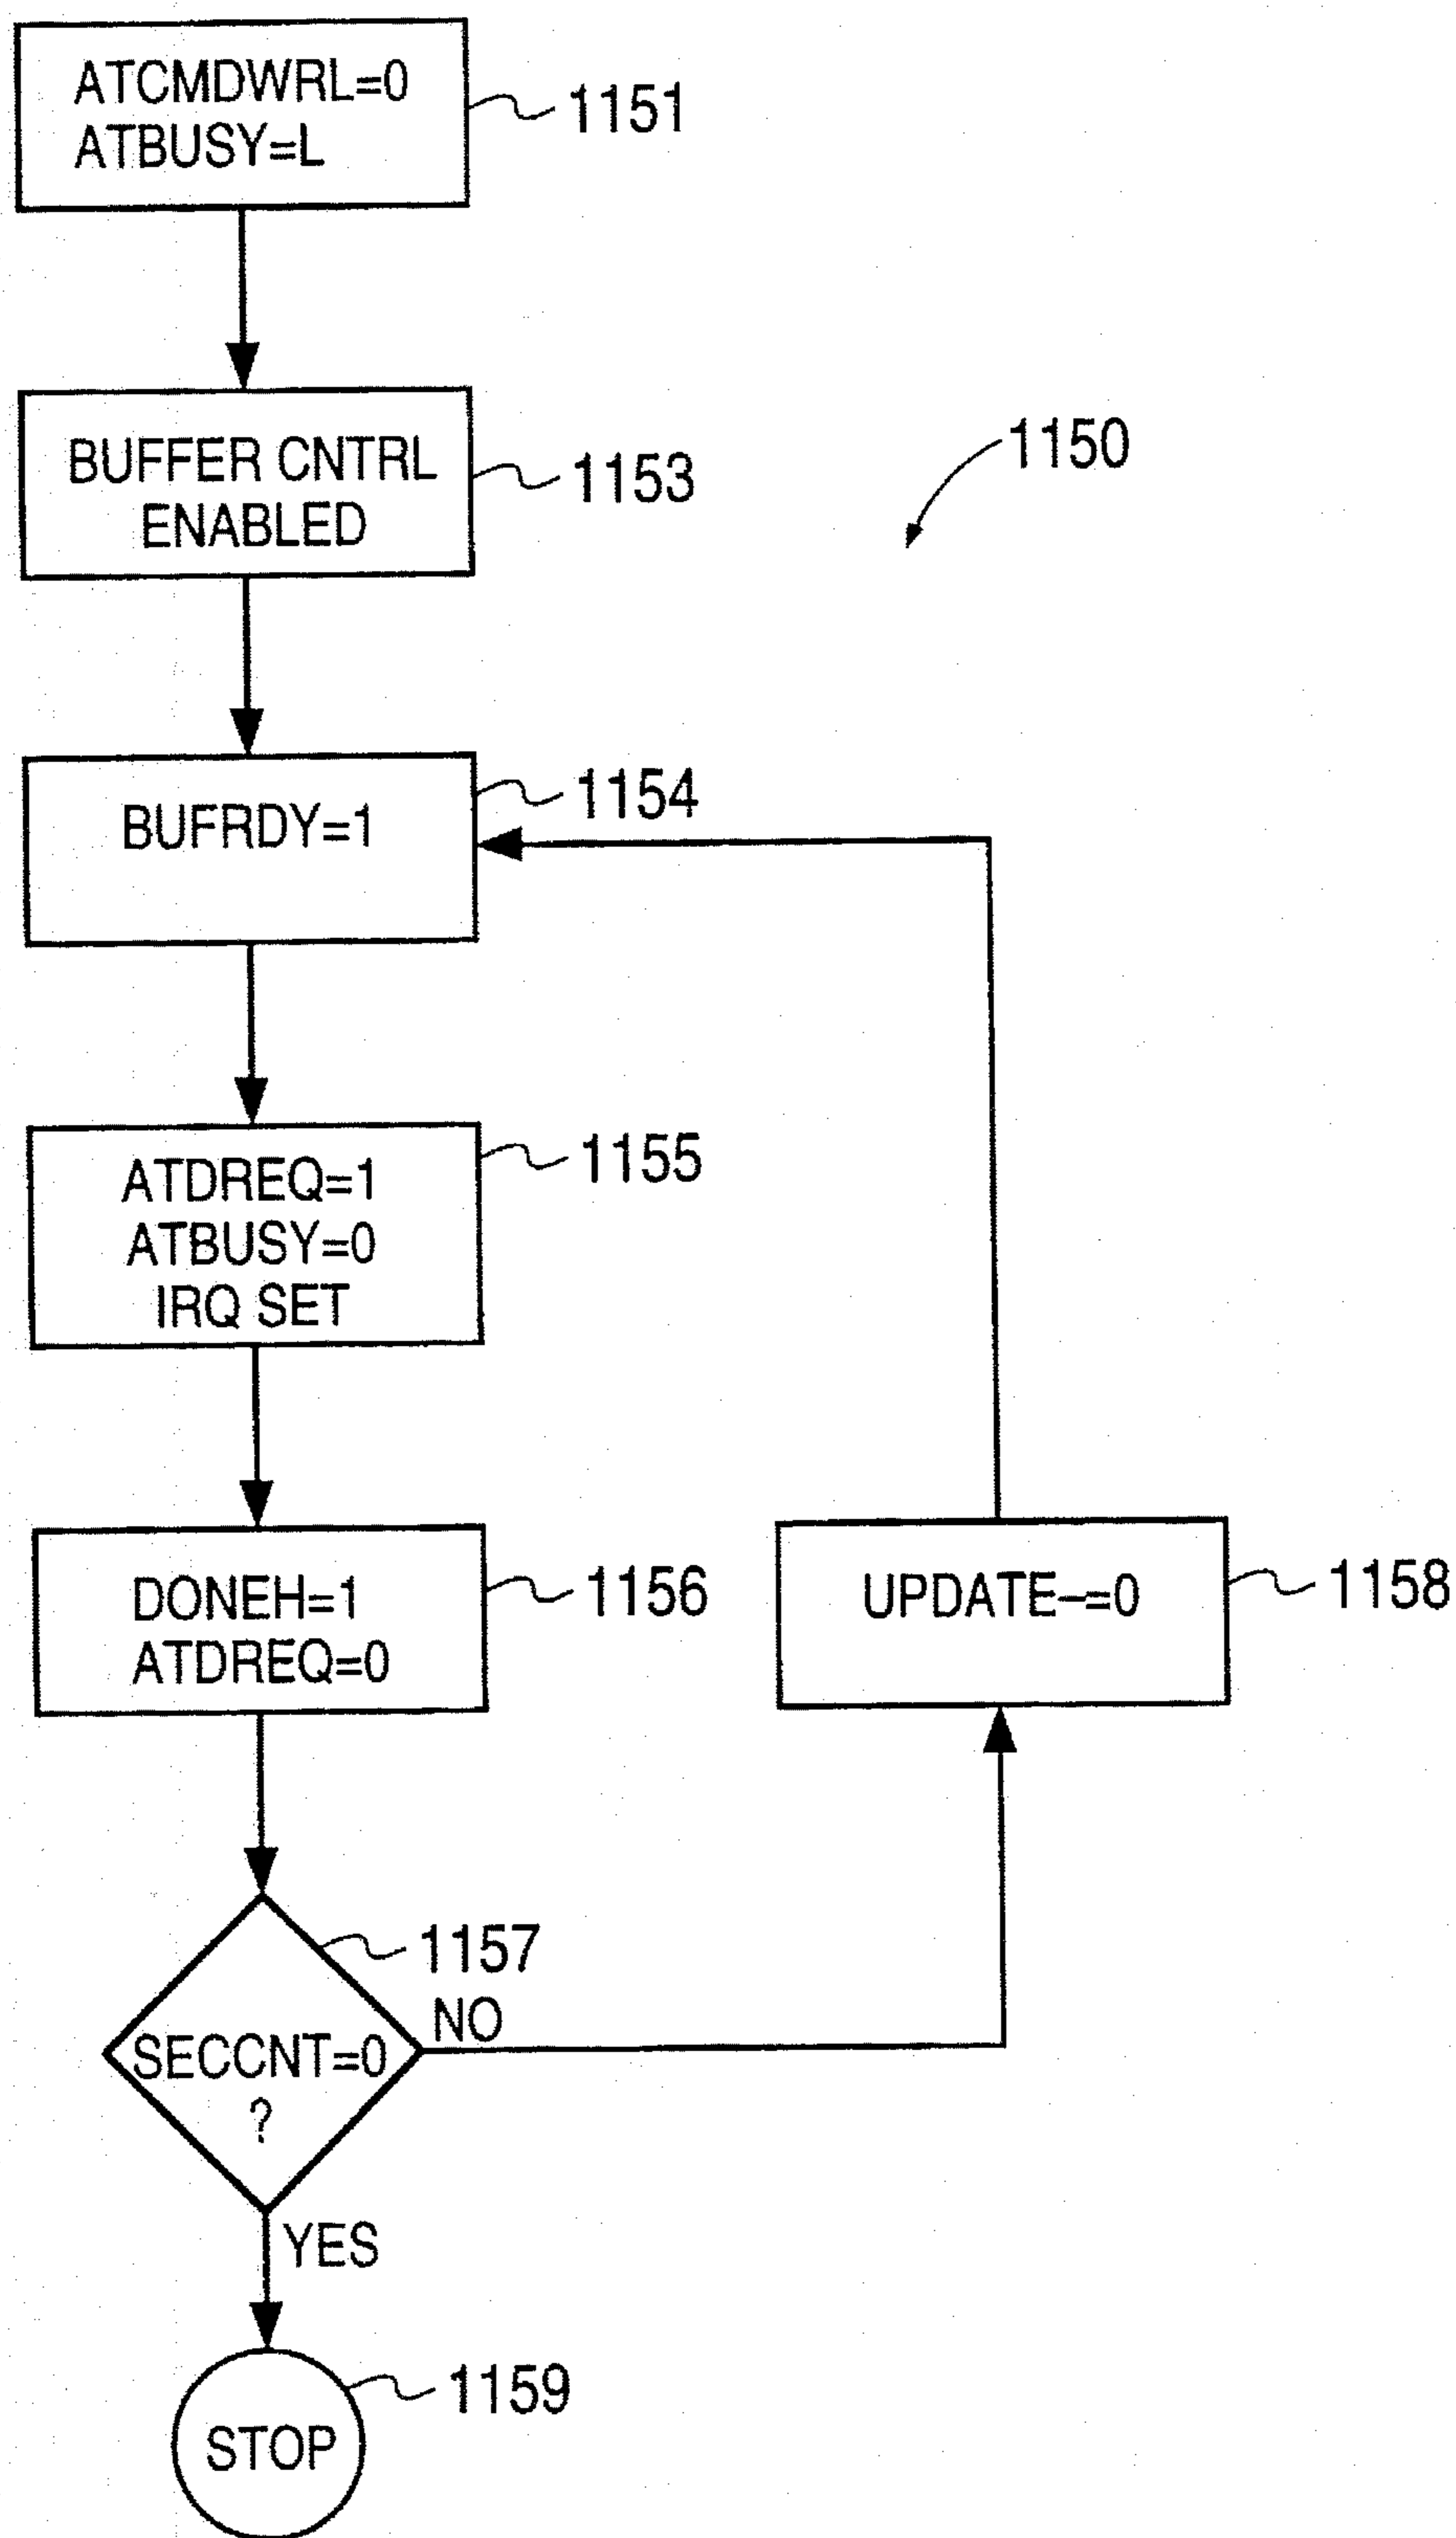 ATCMDWRL=0
ATBUSY=L
1151
BUFFER CNTRL
ENABLED
1153
1150
BUFRDY=1
1154
ATDREQ=1
ATBUSY=0
IRQ SET
1155
DONEH=1
ATDREQ=0
1156
UPDATE–=0
1158
1157
SECCNT=0
?
NO
YES
STOP
1159